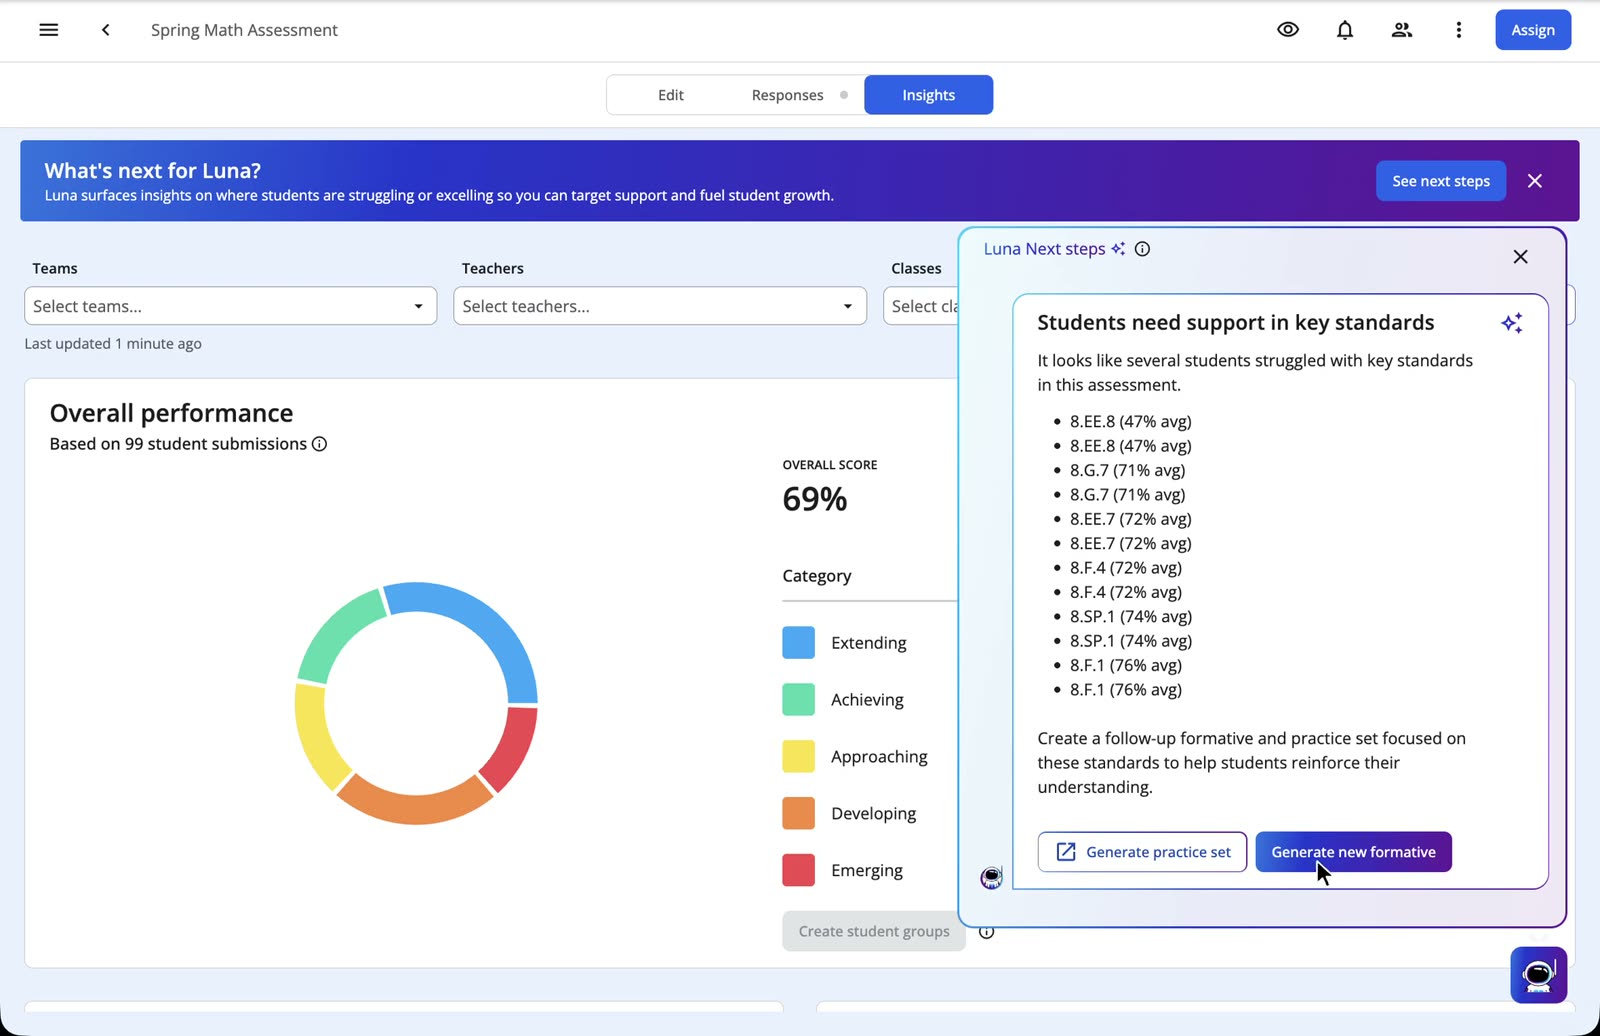 Spring Math Assessment
Assign
Edit
Responses
Insights
What's next for Luna?
Luna surfaces insights on where students are struggling or excelling so you can target support and fuel student growth.
See next steps
Teams
Teachers
Classes
Select teams...
Select teachers...
Select cla
Last updated 1 minute ago
Overall performance
Based on 99 student submissions
OVERALL SCORE
69%
Category
Extending
Achieving
Approaching
Developing
Emerging
Create student groups
Luna Next steps
Students need support in key standards
It looks like several students struggled with key standards
in this assessment.
8.EE.8 (47% avg)
8.EE.8 (47% avg)
8.G.7 (71% avg)
8.G.7 (71% avg)
8.EE.7 (72% avg)
8.EE.7 (72% avg)
8.F.4 (72% avg)
8.F.4 (72% avg)
8.SP.1 (74% avg)
8.SP.1 (74% avg)
8.F.1 (76% avg)
8.F.1 (76% avg)
Create a follow-up formative and practice set focused on
these standards to help students reinforce their
understanding.
Generate practice set
Generate new formative